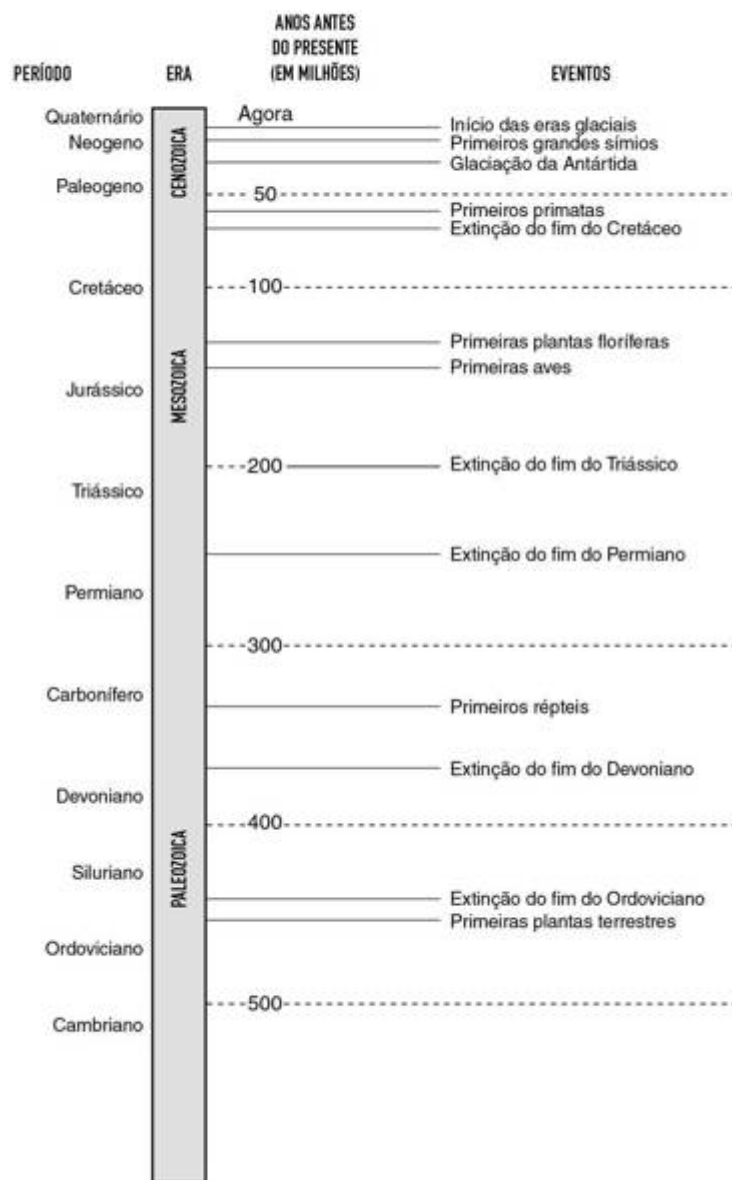 PERÍODO
ERA
ANOS ANTES
DO PRESENTE
(EM MILHÕES)
EVENTOS
Quaternário
Neogeno
Paleogeno
Cretáceo
Jurássico
Triássico
Permiano
Carbonífero
Devoniano
Siluriano
Ordoviciano
Cambriano
CENOZOICA
MESOZOICA
PALEOZOICA
Agora
50
100
200
300
400
500
Início das eras glaciais
Primeiros grandes símios
Glaciação da Antártida
Primeiros primatas
Extinção do fim do Cretáceo
Primeiras plantas floríferas
Primeiras aves
Extinção do fim do Triássico
Extinção do fim do Permiano
Primeiros répteis
Extinção do fim do Devoniano
Extinção do fim do Ordoviciano
Primeiras plantas terrestres